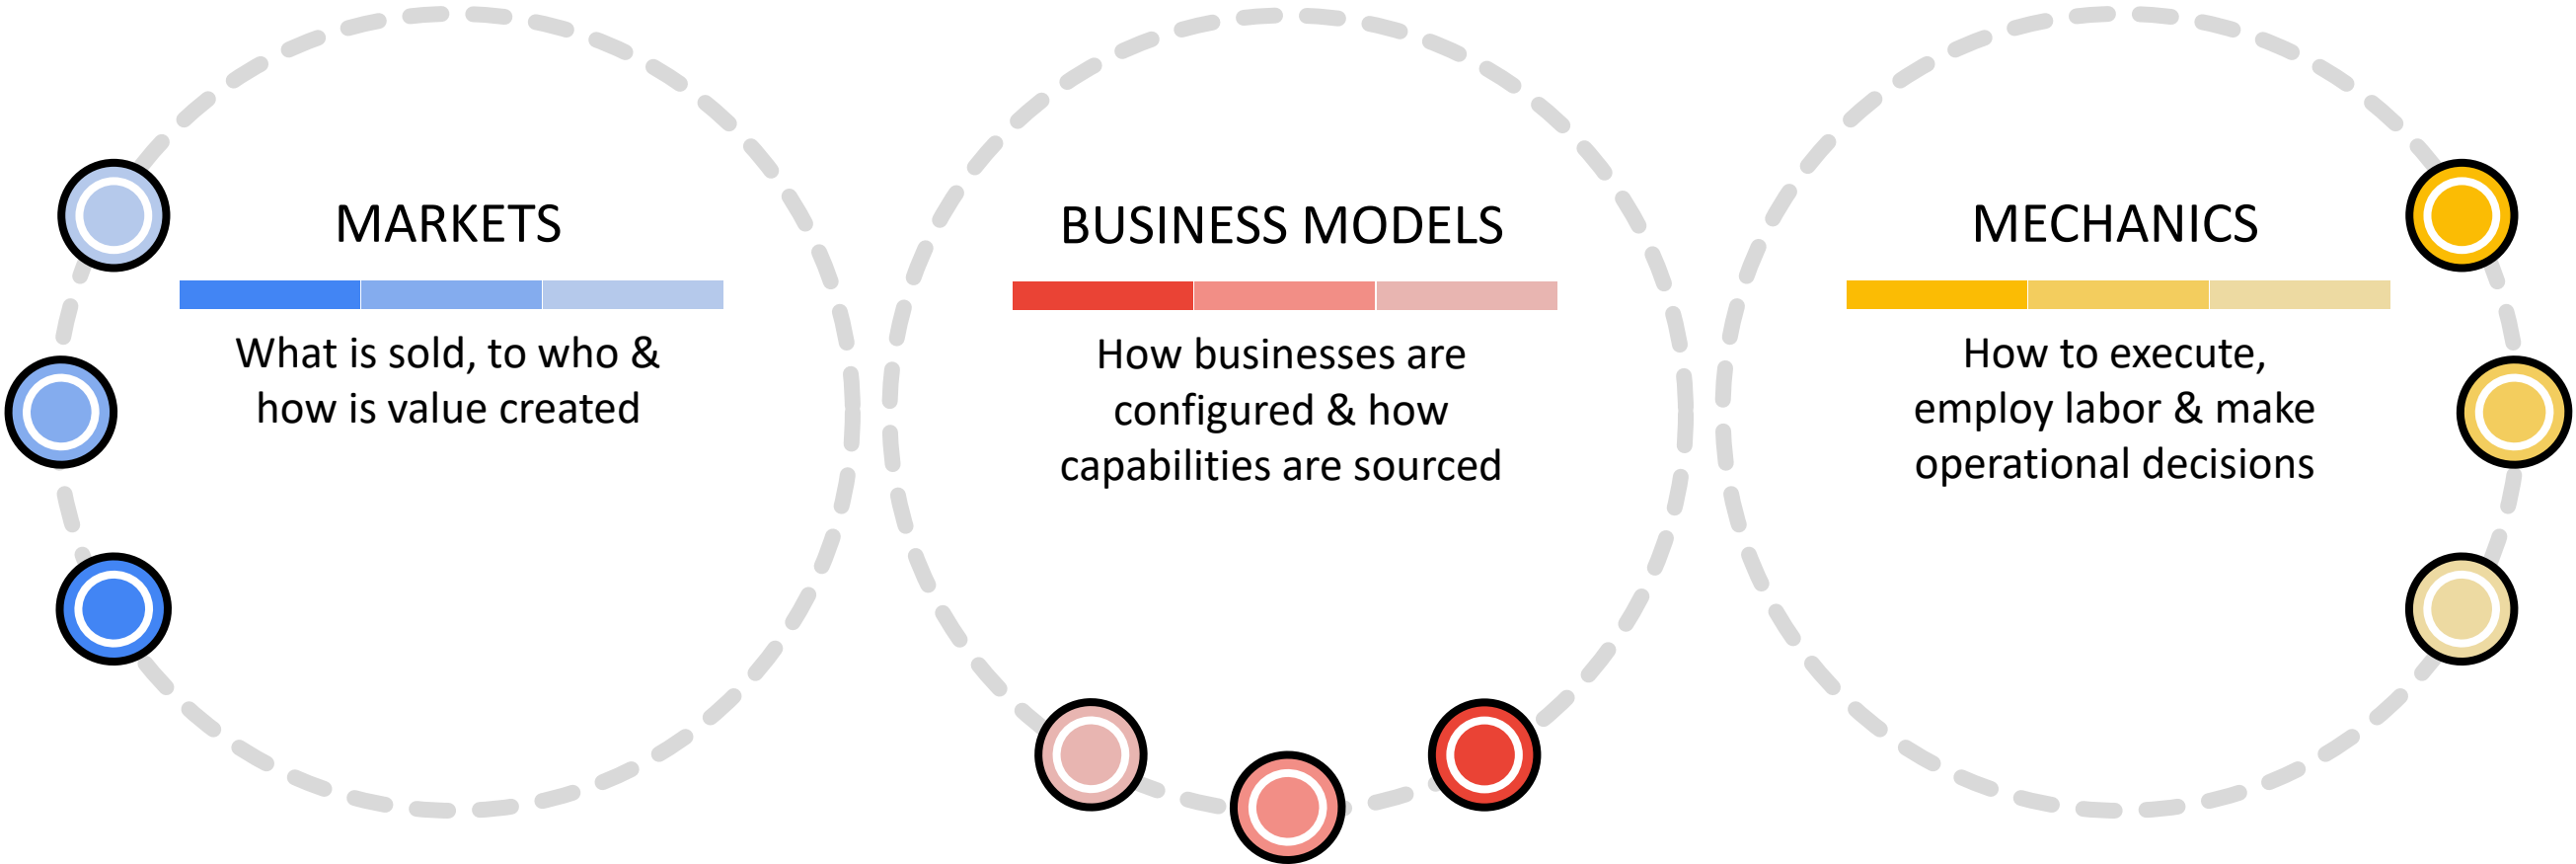 MARKETS
What is sold, to who &
how is value created
BUSINESS MODELS
How businesses are
configured & how
capabilities are sourced
MECHANICS
How to execute,
employ labor & make
operational decisions